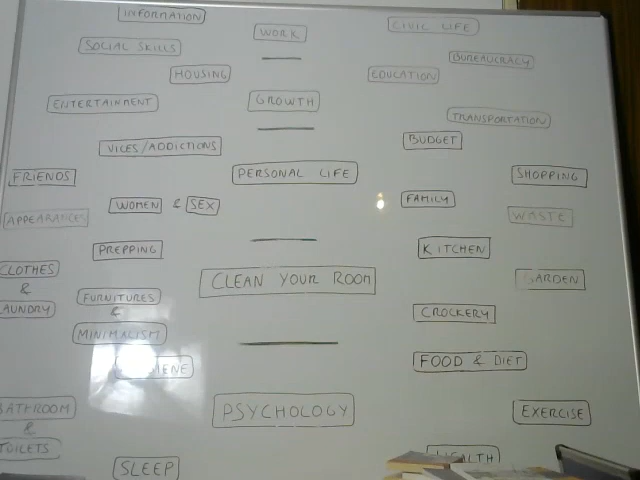 INFORMATION
WORK
CIVIC LIFE
SOCIAL SKILLS
BUREAUCRACY
HOUSING
EDUCATION
ENTERTAINMENT
GROWTH
TRANSPORTATION
VICES/ADDICTIONS
BUDGET
FRIENDS
PERSONAL LIFE
SHOPPING
WOMEN & SEX
FAMILY
APPEARANCES
WASTE
PREPPING
KITCHEN
CLOTHES
&
LAUNDRY
CLEAN YOUR ROOM
GARDEN
FURNITURES
&
MINIMALISM
CROCKERY
FOOD & DIET
BATHROOM
&
TOILETS
PSYCHOLOGY
EXERCISE
SLEEP
HEALTH